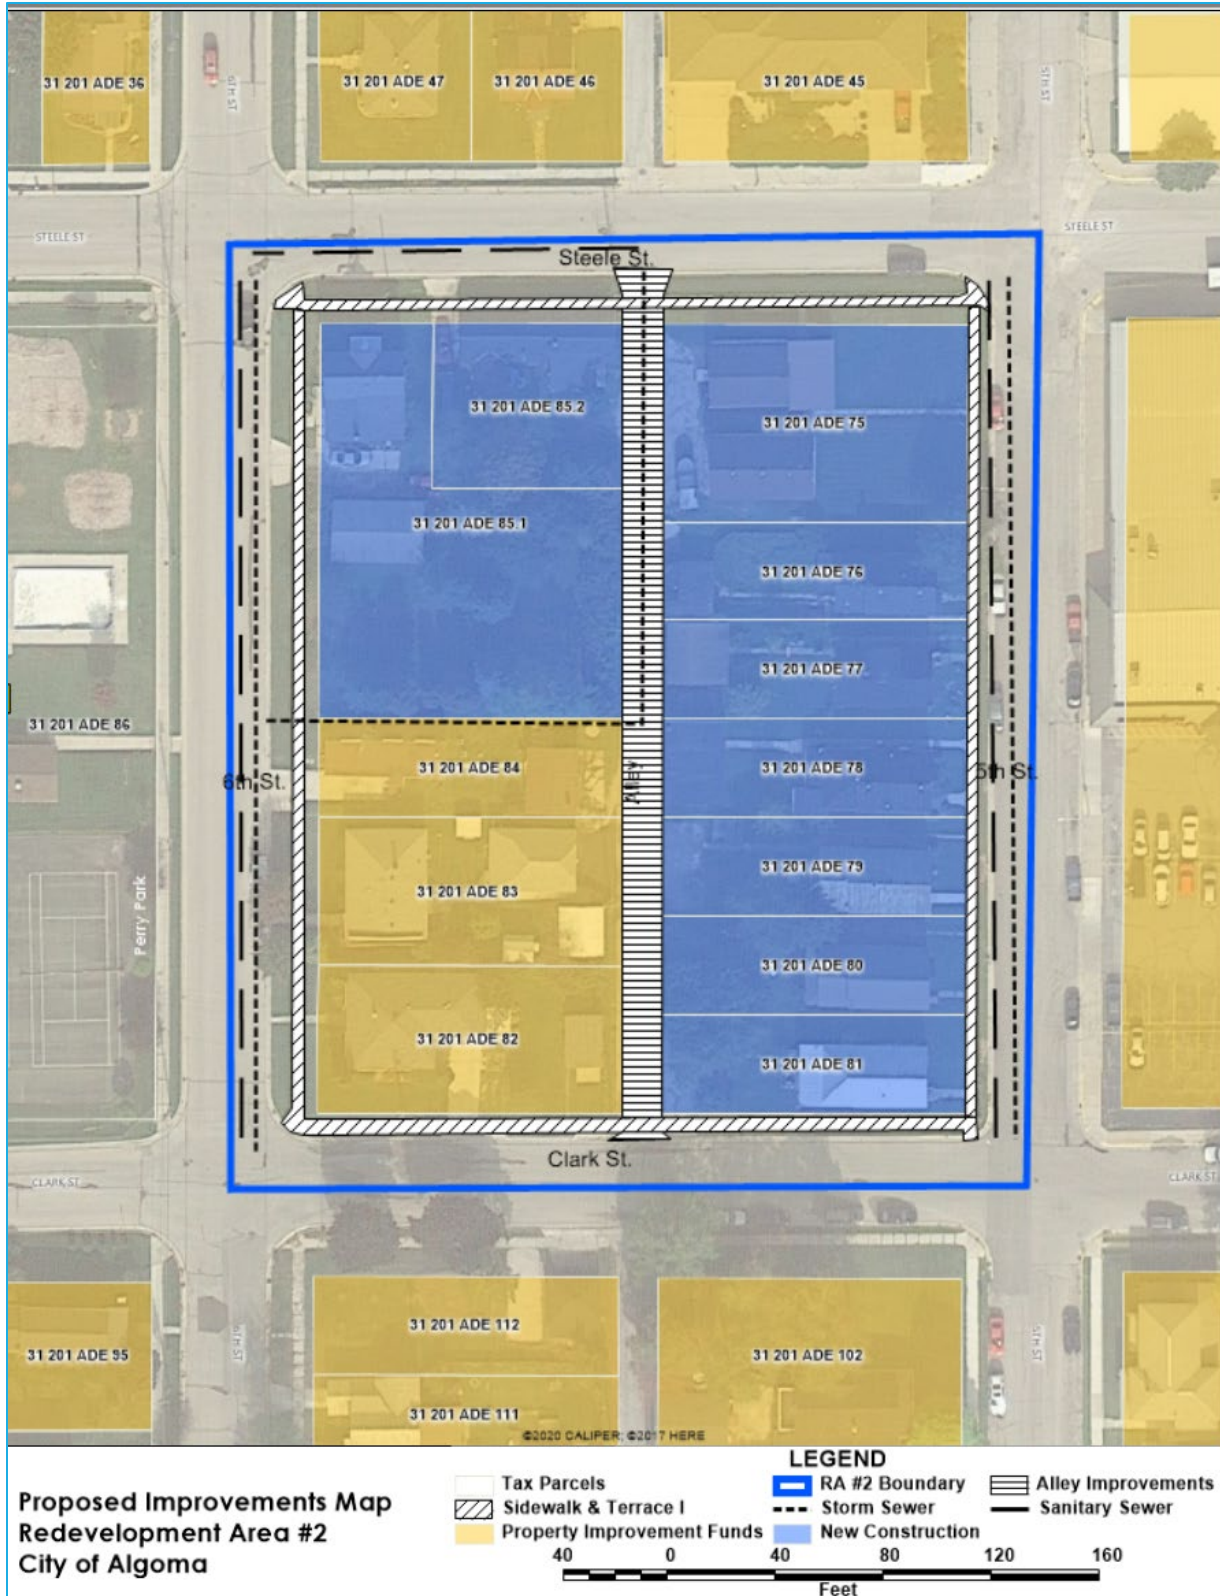 31 201 ADE 36
31 201 ADE 47
31 201 ADE 46
31 201 ADE 45
STEELE ST
STEELE ST
Steele St.
31 201 ADE 85.2
31 201 ADE 75
31 201 ADE 85.1
31 201 ADE 76
31 201 ADE 77
31 201 ADE 86
31 201 ADE 84
31 201 ADE 78
6th St.
Alley
5th St.
31 201 ADE 83
31 201 ADE 79
Perry Park
31 201 ADE 80
31 201 ADE 82
31 201 ADE 81
Clark St.
CLARK ST
CLARK ST
31 201 ADE 112
31 201 ADE 95
31 201 ADE 102
5TH ST
31 201 ADE 111
©2020 CALIPER; ©2017 HERE
Proposed Improvements Map
Redevelopment Area #2
City of Algoma
LEGEND
Tax Parcels
RA #2 Boundary
Alley Improvements
Sidewalk & Terrace I
Storm Sewer
Sanitary Sewer
Property Improvement Funds
New Construction
40 0 40 80 120 160
Feet